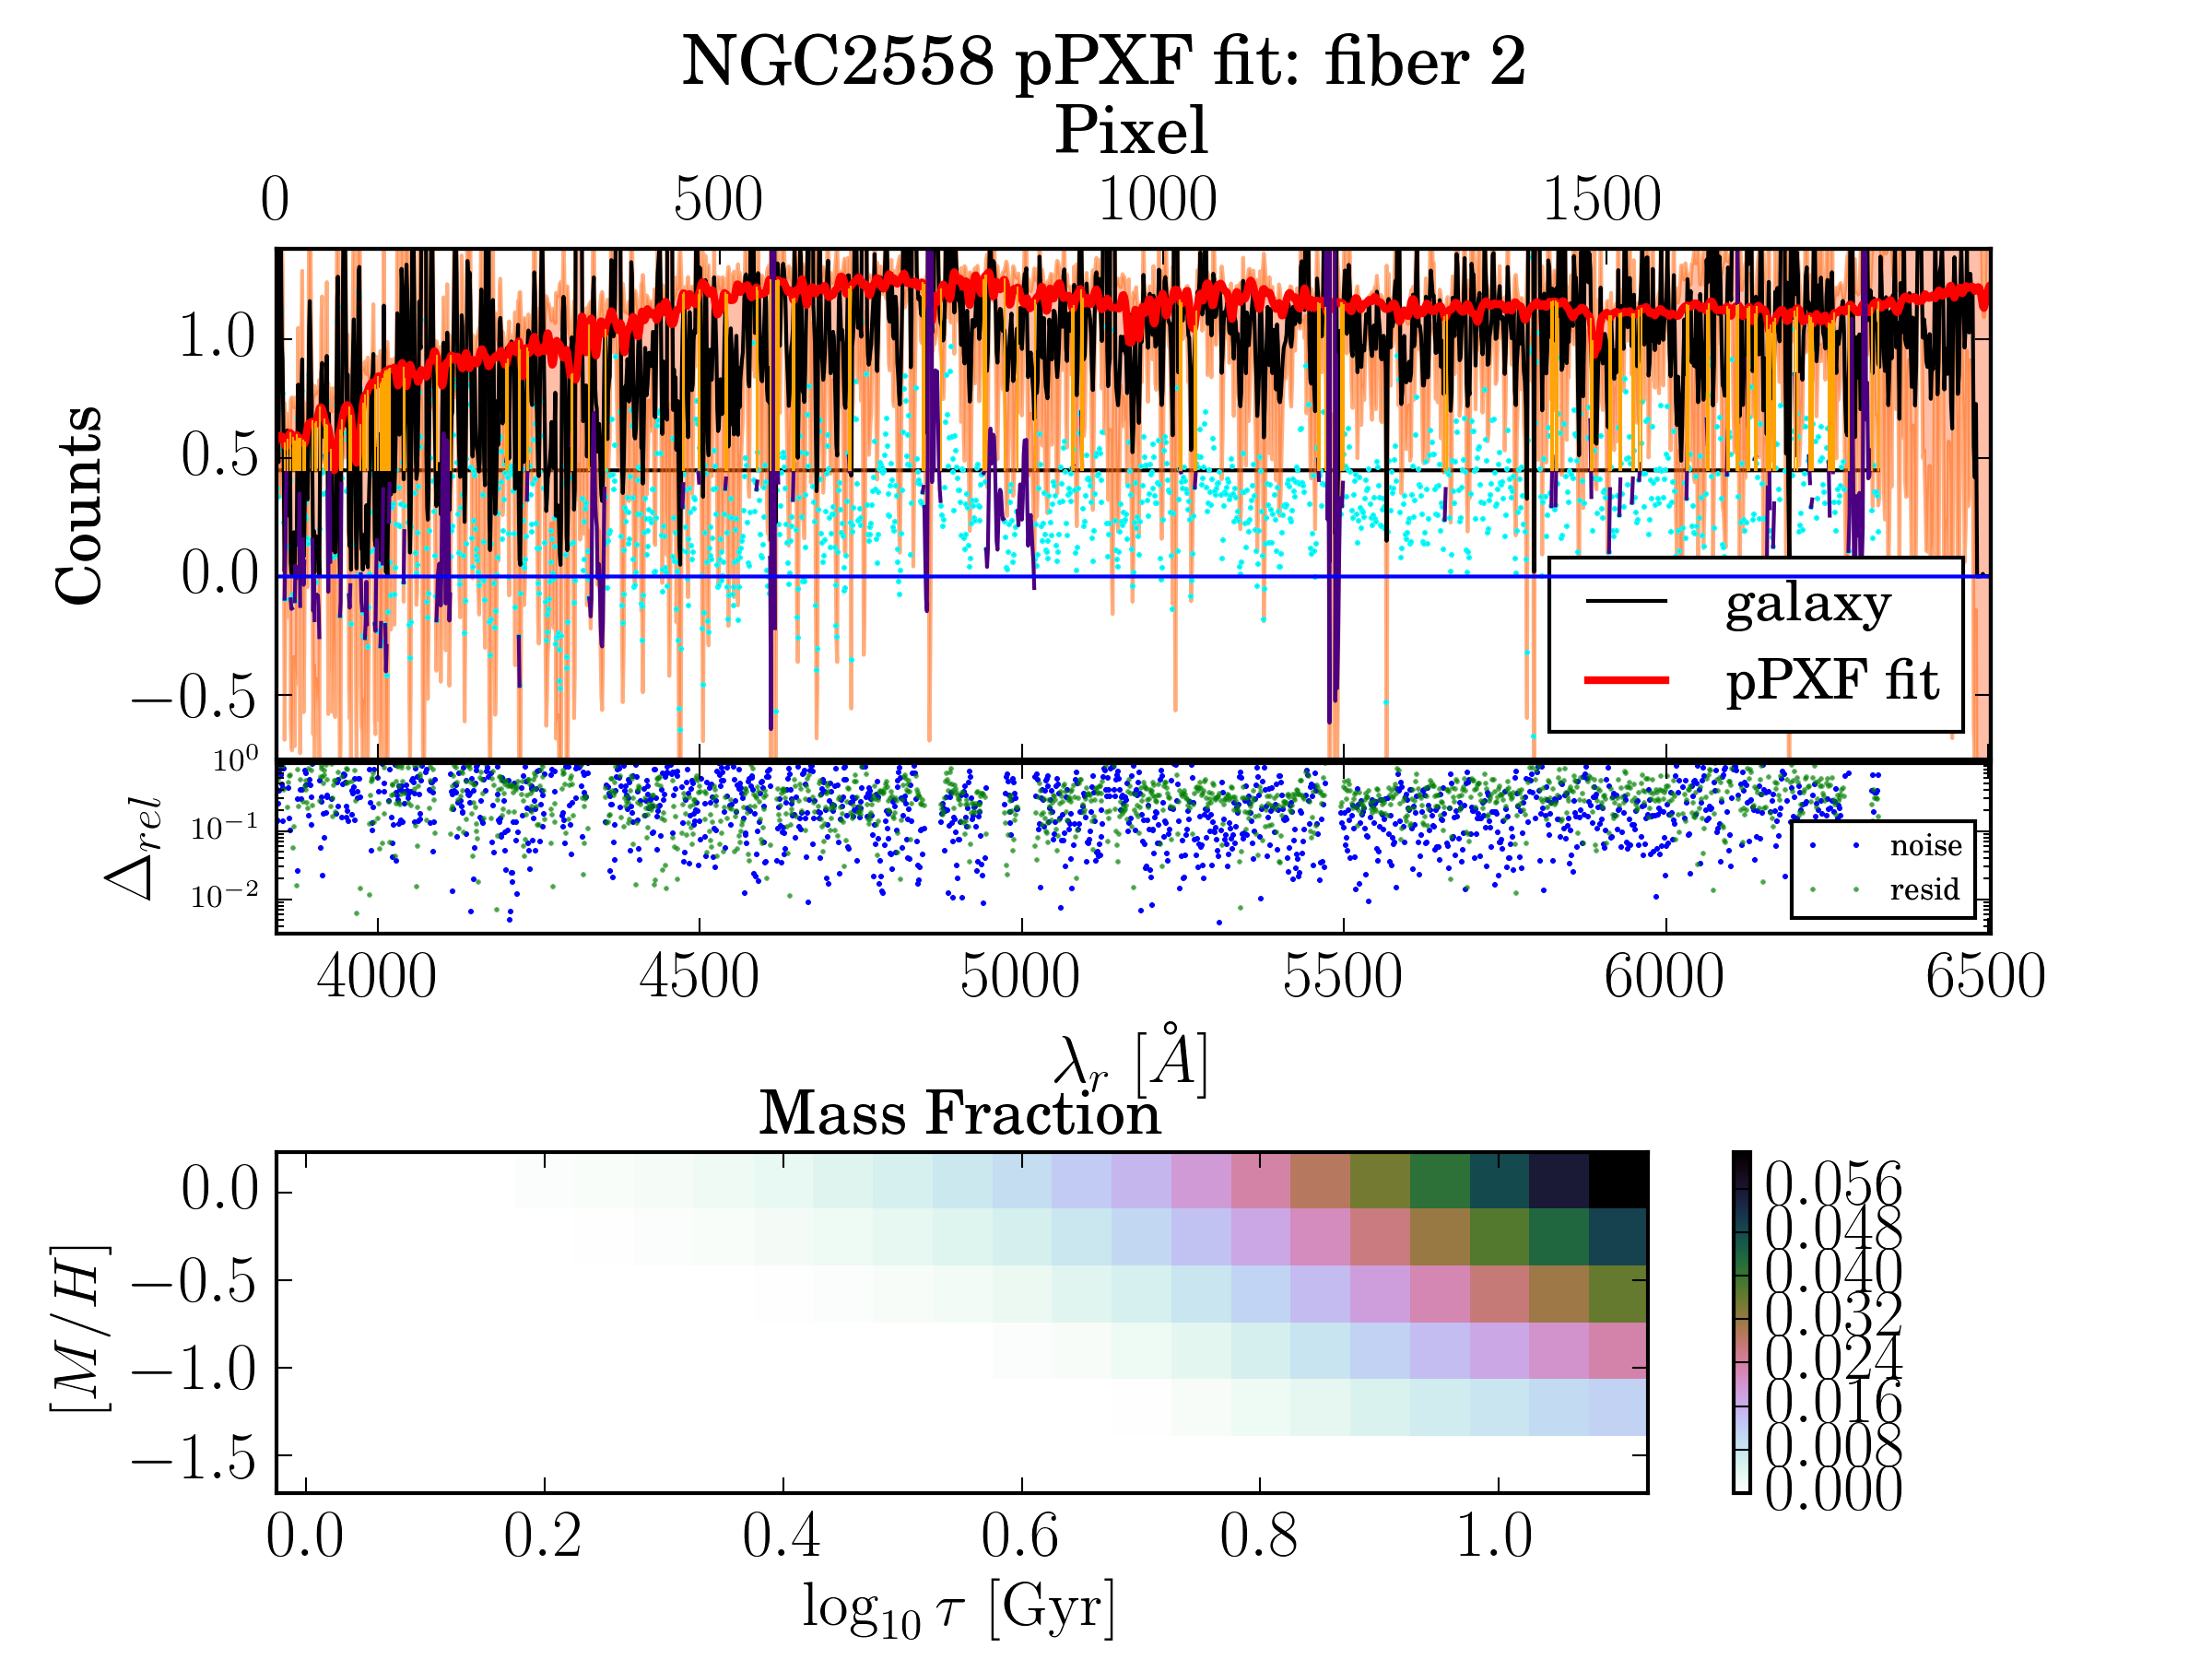 NGC2558 pPXF fit: fiber 2
Pixel
0 500 1000 1500
Counts
1.0
0.5
0.0
−0.5
galaxy
pPXF fit
Δrel
10⁰
10⁻¹
10⁻²
noise
resid
4000 4500 5000 5500 6000 6500
λr [Å]
Mass Fraction
[M/H]
0.0
−0.5
−1.0
−1.5
0.0 0.2 0.4 0.6 0.8 1.0
log₁₀ τ [Gyr]
0.056
0.048
0.040
0.032
0.024
0.016
0.008
0.000